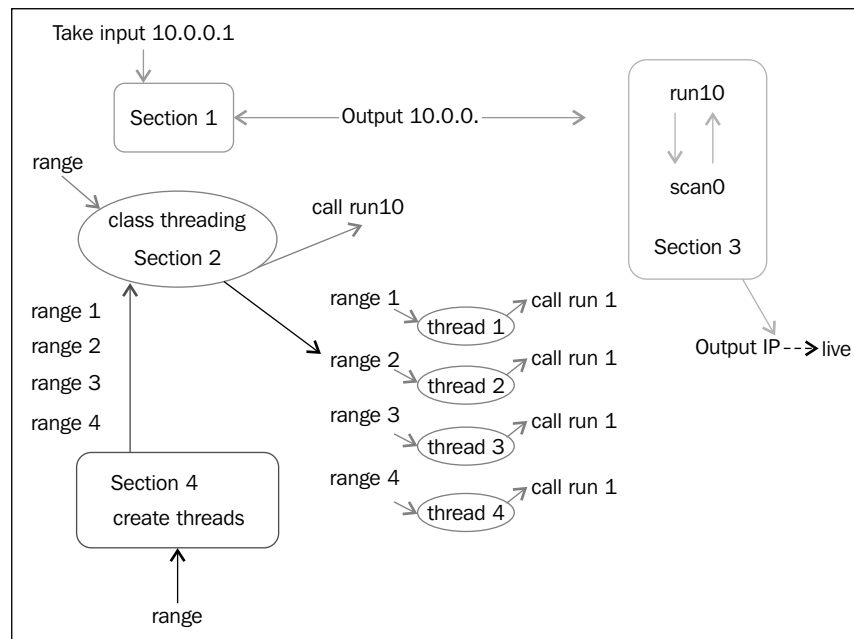 Take input 10.0.0.1
Section 1
Output 10.0.0.
run10
scan0
Section 3
range
class threading
Section 2
call run10
range 1
range 2
range 3
range 4
range 1
thread 1
call run 1
range 2
thread 2
call run 1
range 3
thread 3
call run 1
range 4
thread 4
call run 1
Output IP
live
Section 4
create threads
range